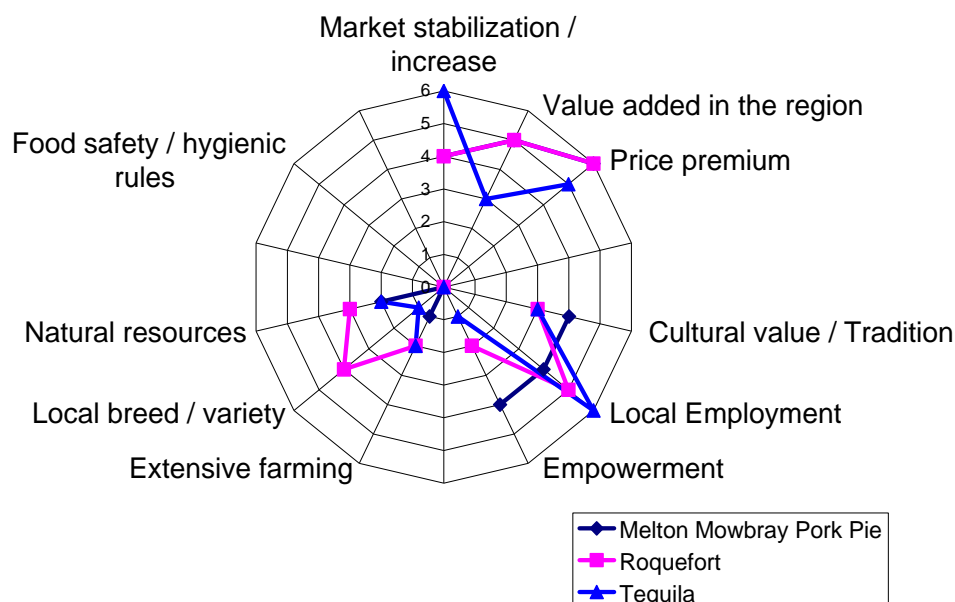 Market stabilization /
increase
Value added in the region
Price premium
Food safety / hygienic
rules
6
5
4
3
2
1
0
Natural resources
Cultural value / Tradition
Local breed / variety
Local Employment
Extensive farming
Empowerment
Melton Mowbray Pork Pie
Roquefort
Tequila